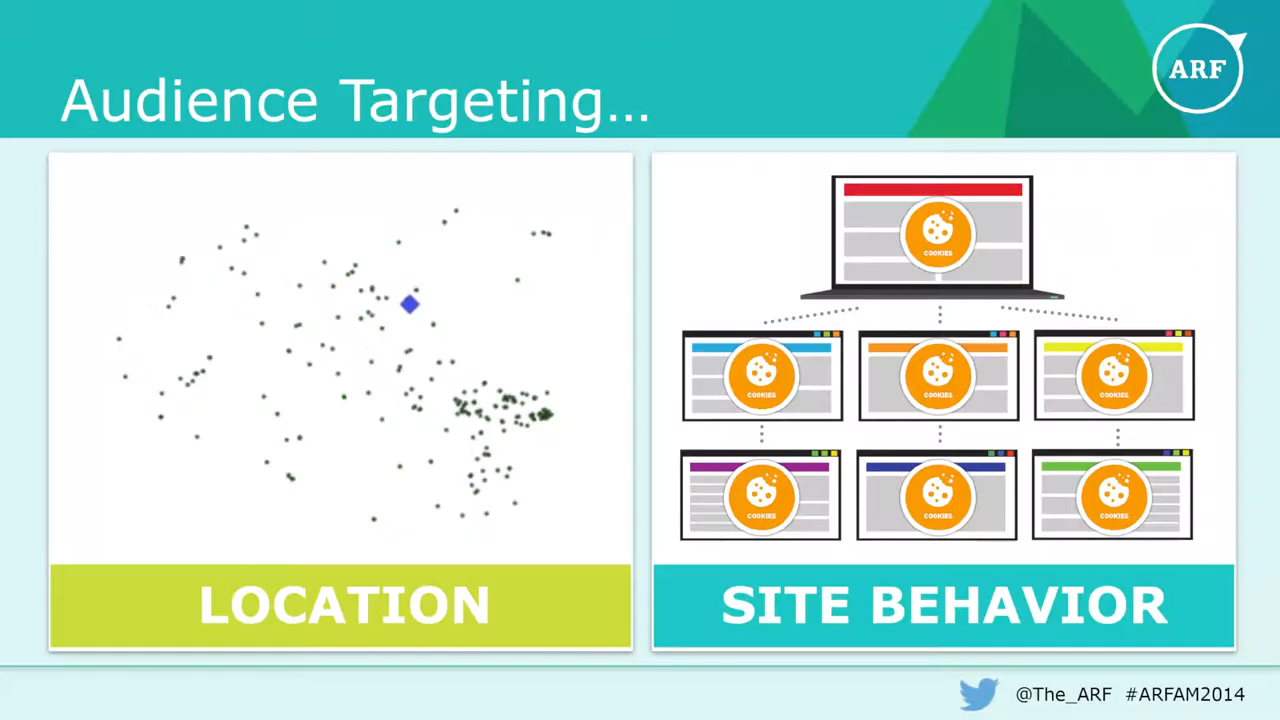 Audience Targeting...
ARF
COOKIES
COOKIES
COOKIES
COOKIES
COOKIES
COOKIES
COOKIES
LOCATION
SITE BEHAVIOR
@The_ARF #ARFAM2014